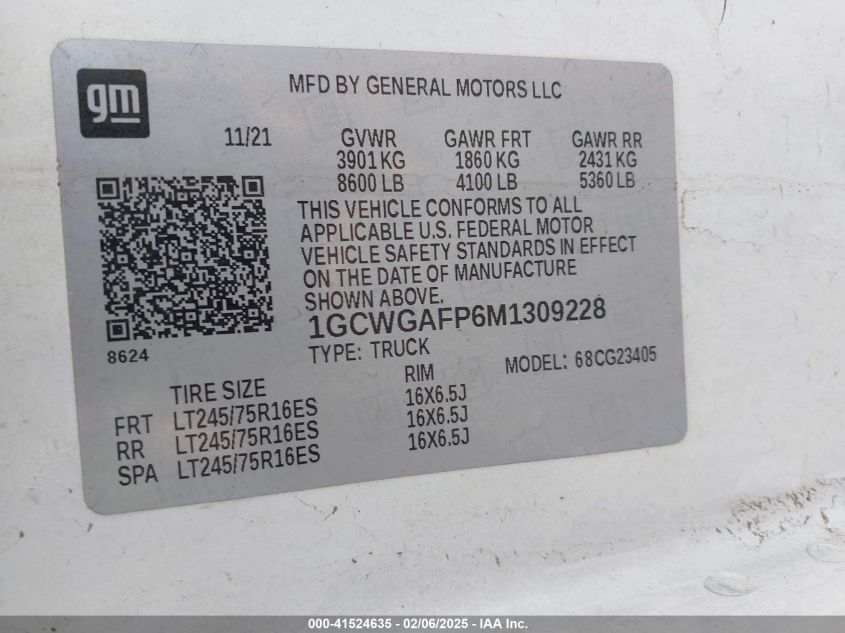 gm
MFD BY GENERAL MOTORS LLC
11/21 GVWR GAWR FRT GAWR RR
3901 KG 1860 KG 2431 KG
8600 LB 4100 LB 5360 LB
THIS VEHICLE CONFORMS TO ALL
APPLICABLE U.S. FEDERAL MOTOR
VEHICLE SAFETY STANDARDS IN EFFECT
ON THE DATE OF MANUFACTURE
SHOWN ABOVE.
1GCWGAFP6M1309228
8624
TYPE: TRUCK MODEL: 68CG23405
TIRE SIZE RIM
FRT LT245/75R16ES 16X6.5J
RR LT245/75R16ES 16X6.5J
SPA LT245/75R16ES 16X6.5J
000-41524635 - 02/06/2025 - IAA Inc.